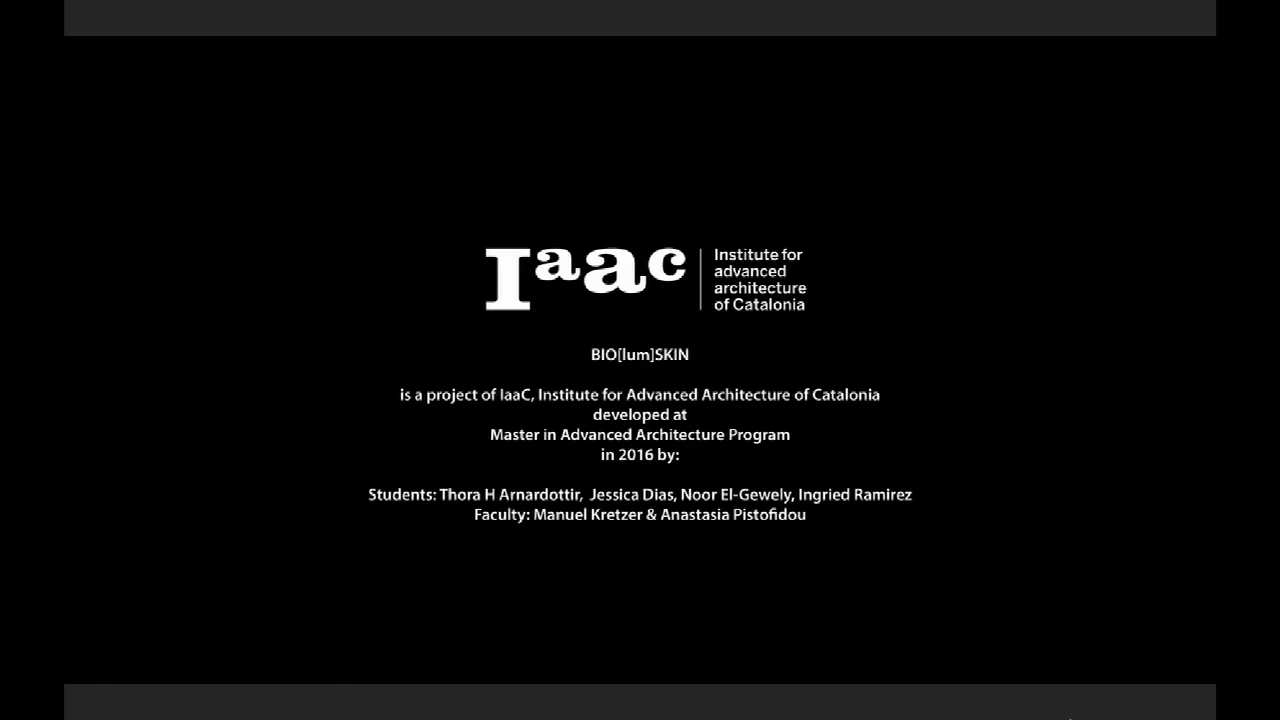 Iaac
Institute for
advanced
architecture
of Catalonia
BIO[lum]SKIN
is a project of IaaC, Institute for Advanced Architecture of Catalonia
developed at
Master in Advanced Architecture Program
in 2016 by:
Students: Thora H Arnardottir, Jessica Dias, Noor El-Gewely, Ingried Ramirez
Faculty: Manuel Kretzer & Anastasia Pistofidou